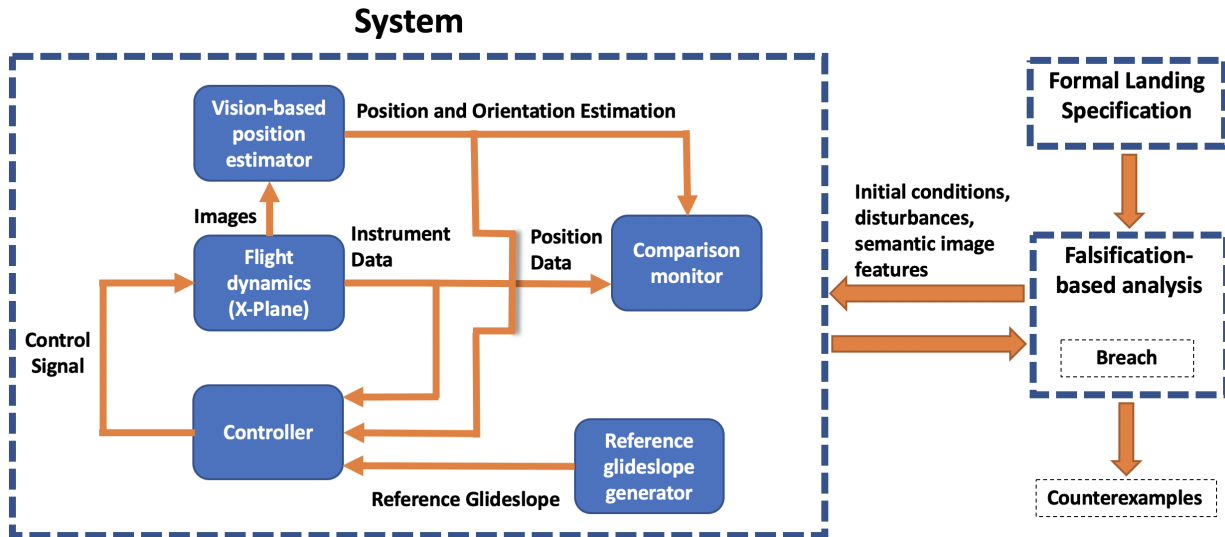 System
Vision-based
position
estimator
Position and Orientation Estimation
Images
Instrument
Data
Position
Data
Flight
dynamics
(X-Plane)
Comparison
monitor
Control
Signal
Controller
Reference
glideslope
generator
Reference Glideslope
Initial conditions,
disturbances,
semantic image
features
Formal Landing
Specification
Falsification-
based analysis
Breach
Counterexamples